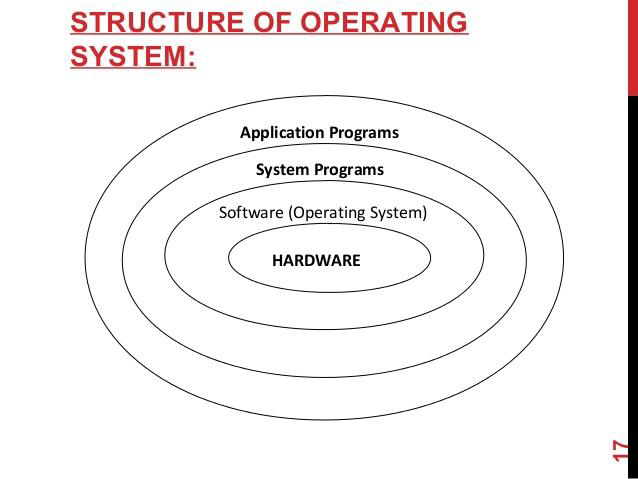 STRUCTURE OF OPERATING
SYSTEM:
Application Programs
System Programs
Software (Operating System)
HARDWARE
17